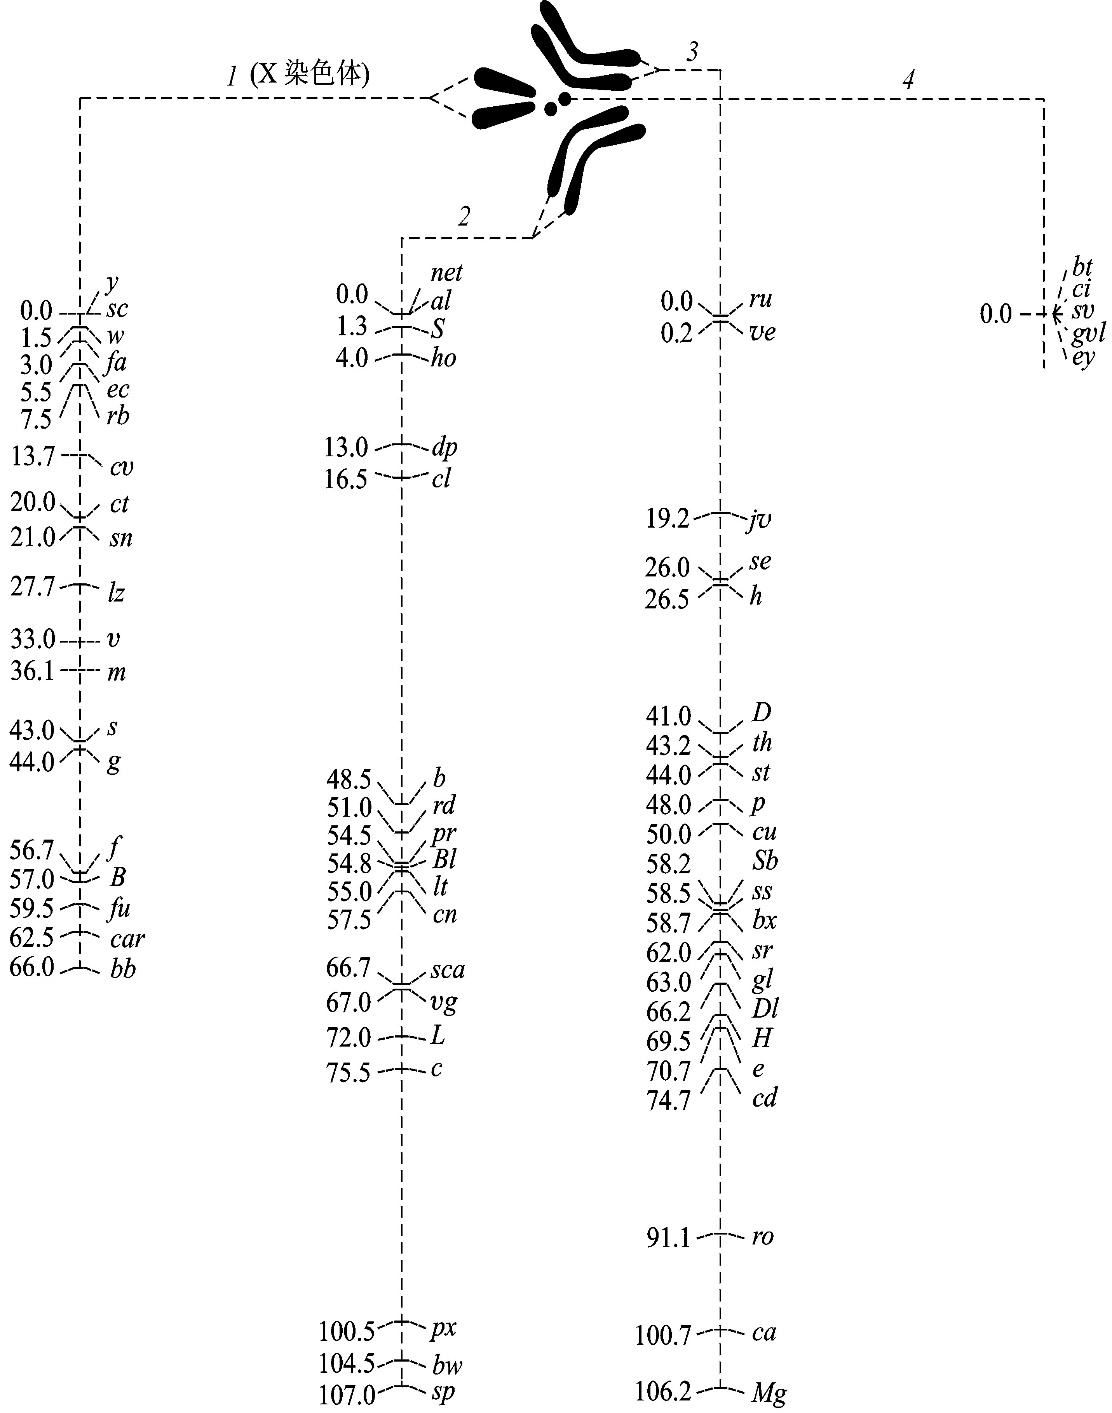 1 (X 染色体)
3
4
2
y
0.0 sc
1.5 w
3.0 fa
5.5 ec
7.5 rb
13.7 cv
20.0 ct
21.0 sn
27.7 lz
33.0 v
36.1 m
43.0 s
44.0 g
56.7 f
57.0 B
59.5 fu
62.5 car
66.0 bb
net
0.0 al
1.3 S
4.0 ho
13.0 dp
16.5 cl
48.5 b
51.0 rd
54.5 pr
54.8 Bl
55.0 lt
57.5 cn
66.7 sca
67.0 vg
72.0 L
75.5 c
100.5 px
104.5 bw
107.0 sp
0.0 ru
0.2 ve
19.2 jv
26.0 se
26.5 h
41.0 D
43.2 th
44.0 st
48.0 p
50.0 cu
58.2 Sb
58.5 ss
58.7 bx
62.0 sr
63.0 gl
66.2 Dl
69.5 H
70.7 e
74.7 cd
91.1 ro
100.7 ca
106.2 Mg
bt
ci
0.0 sv
gvl
ey